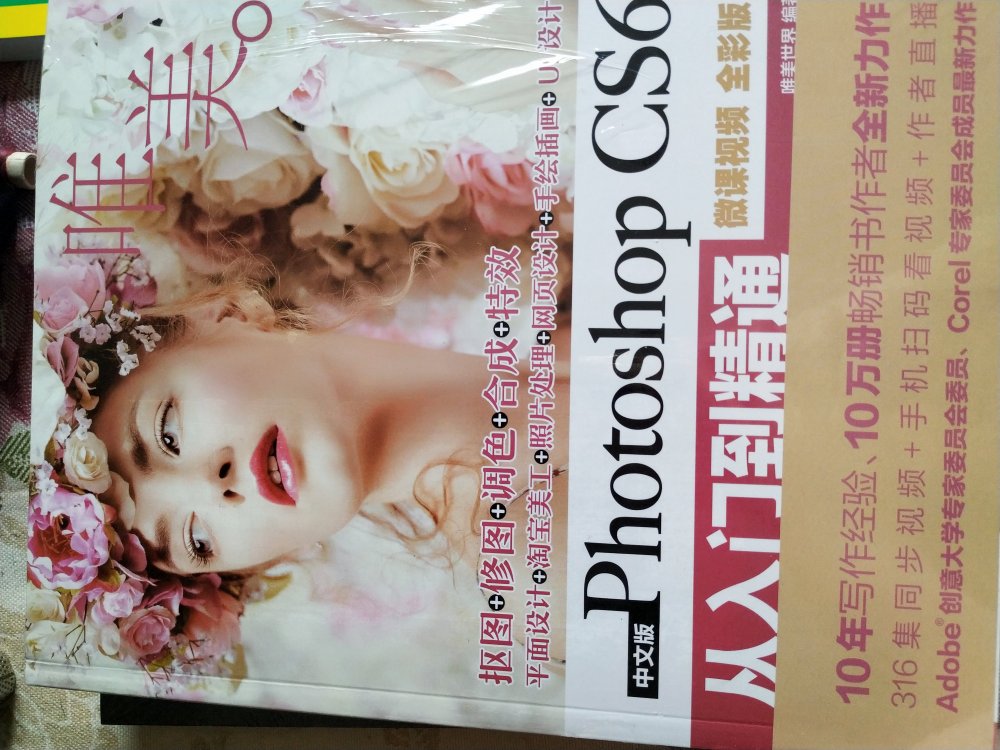 唯美。
抠图+修图+调色+合成+特效
平面设计+淘宝美工+照片处理+网页设计+手绘插画+UI设计
中文版
Photoshop CS6
从入门到精通
微课视频 全彩版
唯美世界 编著
10年写作经验、10万册畅销书作者全新力作
316集同步视频+手机扫码看视频+作者直播
Adobe®创意大学专家委员会委员、Corel专家委员会成员最新力作